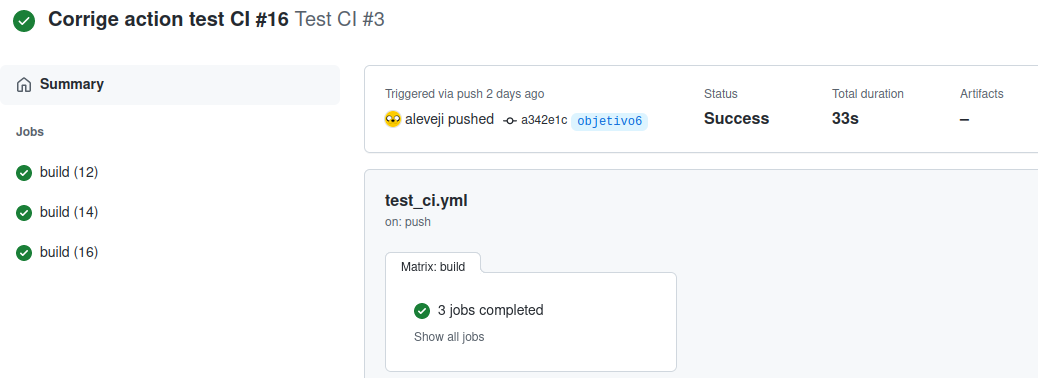 Corrige action test CI #16 Test CI #3
Summary
Jobs
build (12)
build (14)
build (16)
Triggered via push 2 days ago
aleveji pushed a342e1c objetivo6
Status
Success
Total duration
33s
Artifacts
–
test_ci.yml
on: push
Matrix: build
3 jobs completed
Show all jobs